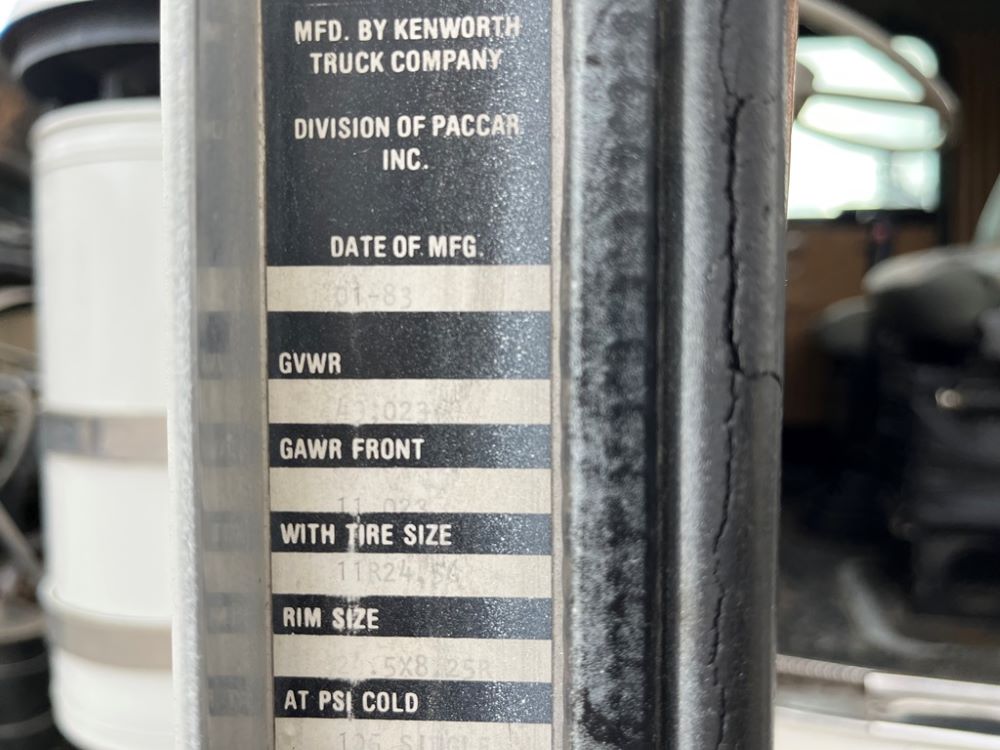 MFD. BY KENWORTH
TRUCK COMPANY
DIVISION OF PACCAR
INC.
DATE OF MFG.
01-83
GVWR
GAWR FRONT
11,023
WITH TIRE SIZE
RIM SIZE
AT PSI COLD
SINGLE